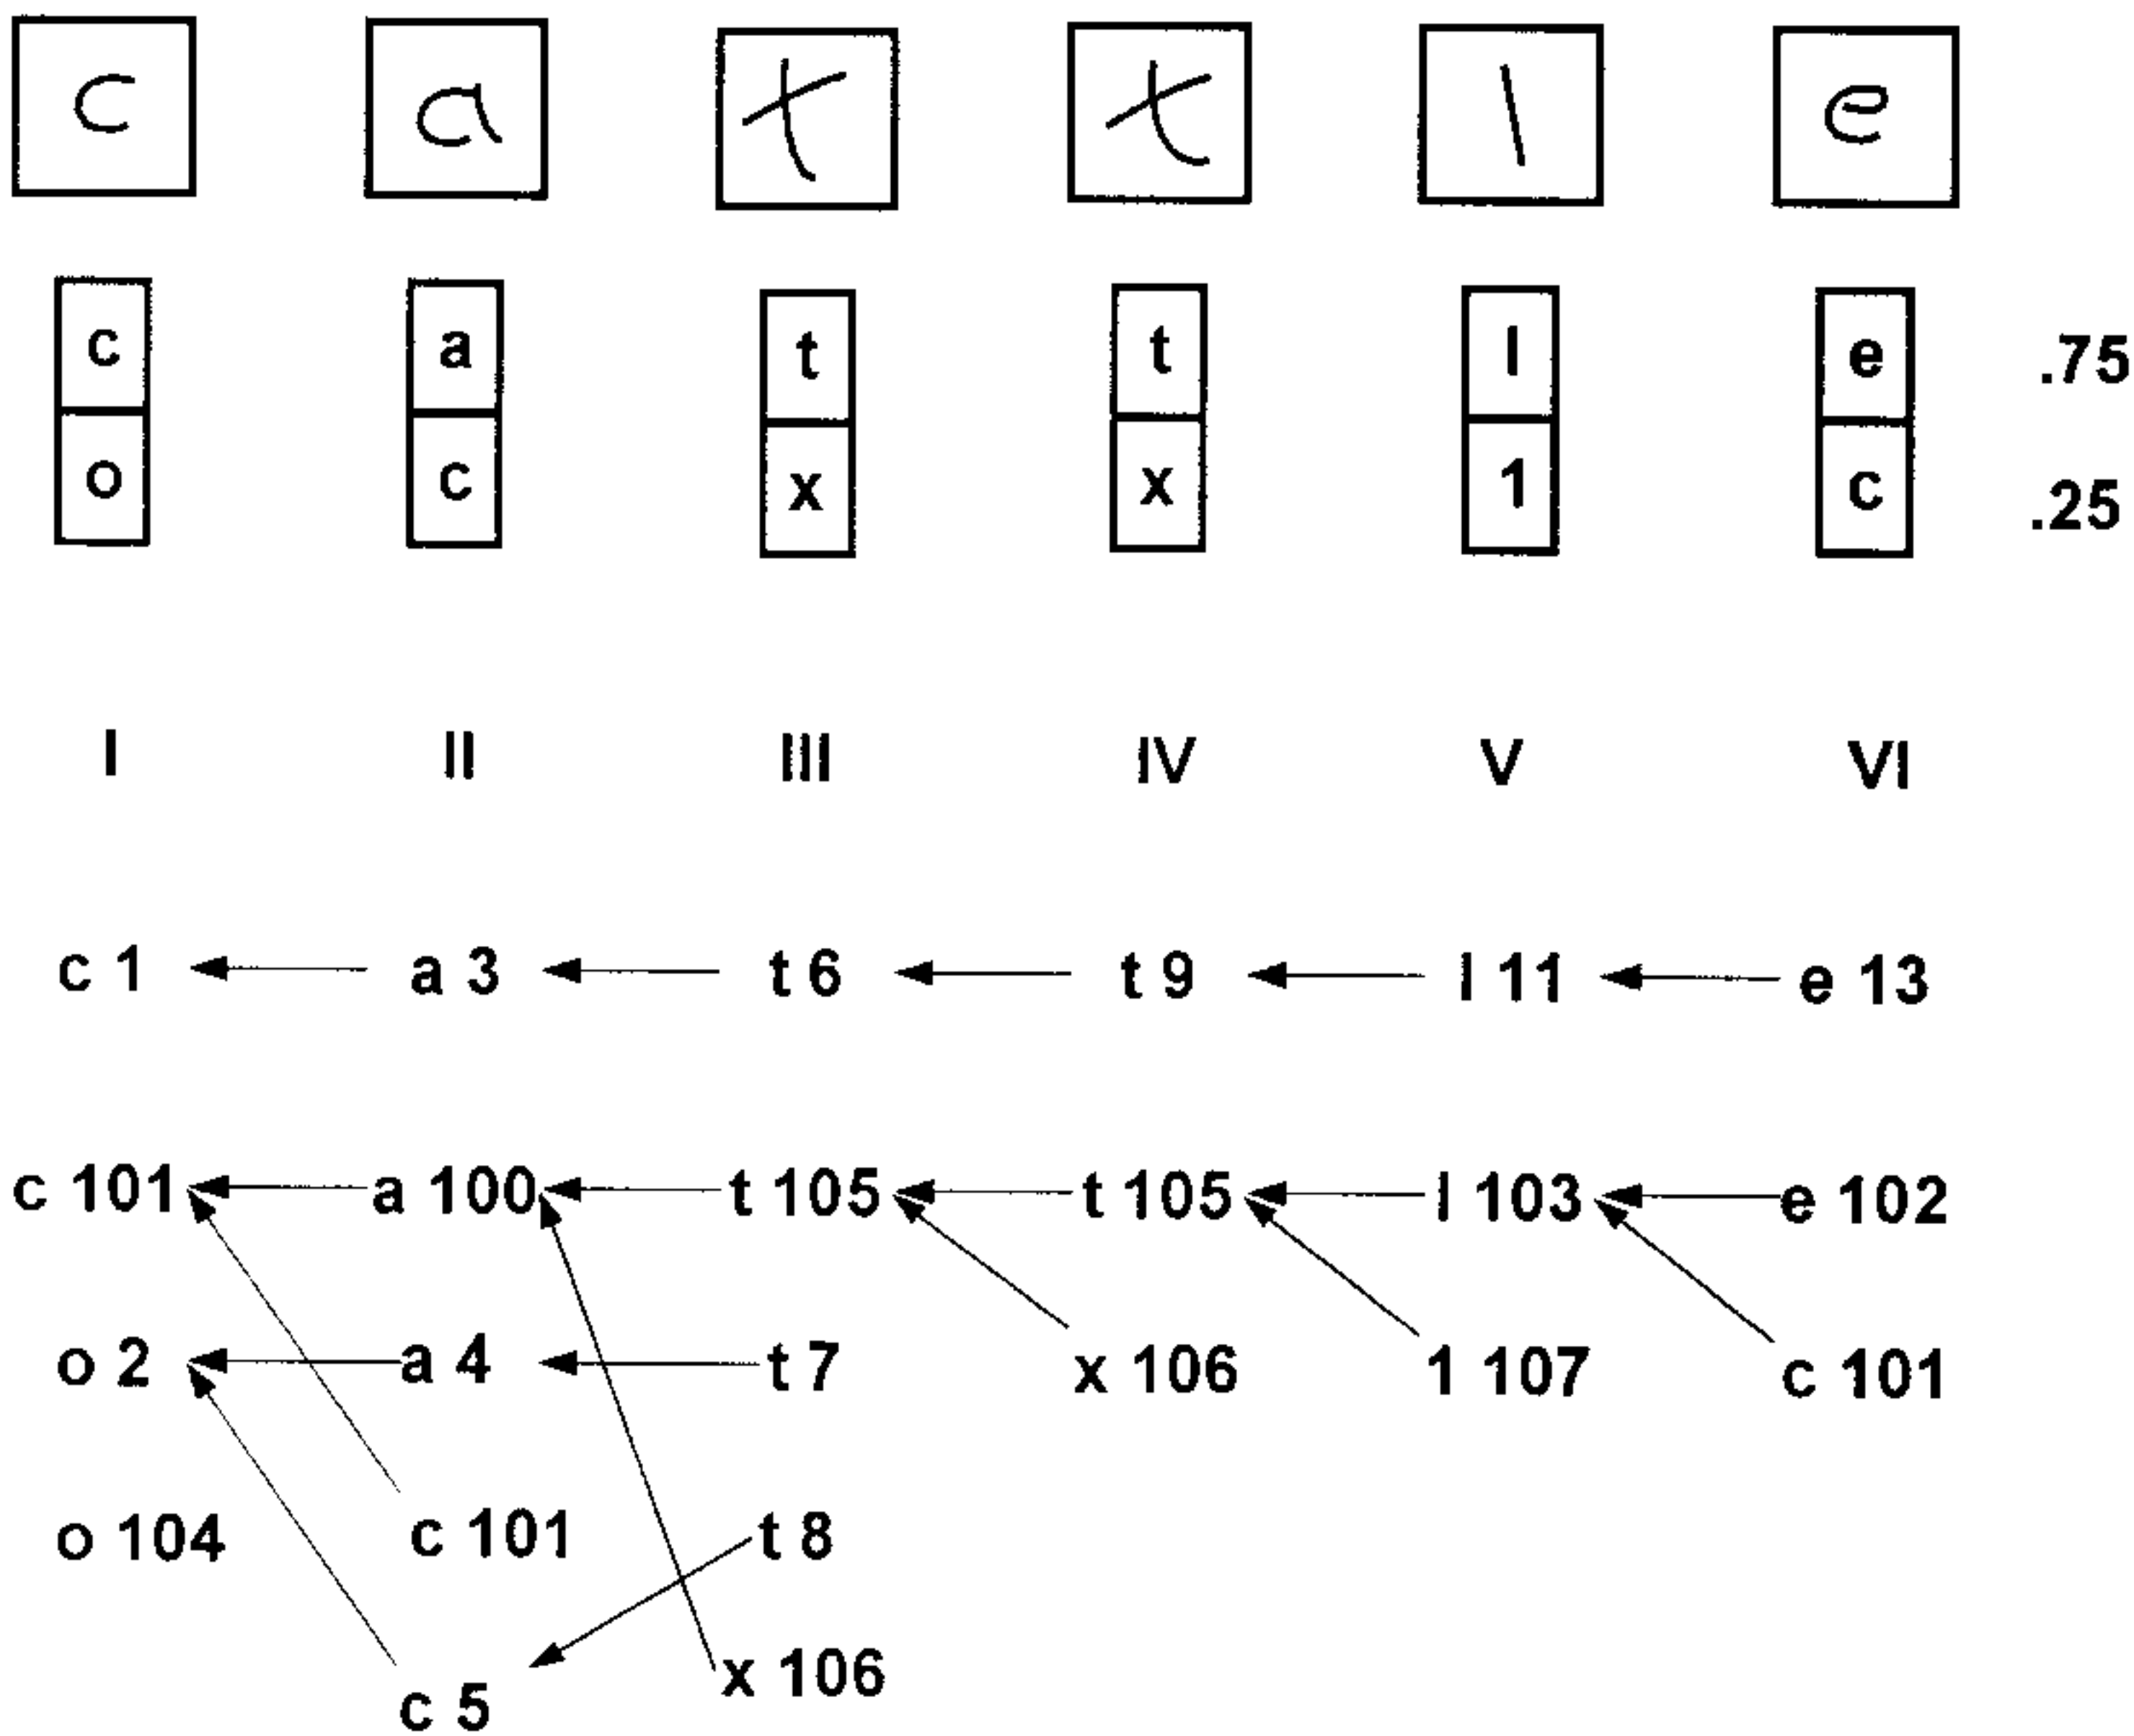 c a t t l e
c a t t l e .75
o c x x 1 c .25
I II III IV V VI
c 1 a 3 t 6 t 9 l 11 e 13
c 101 a 100 t 105 t 105 l 103 e 102
o 2 a 4 t 7 x 106 1 107 c 101
o 104 c 101 t 8
c 5 x 106